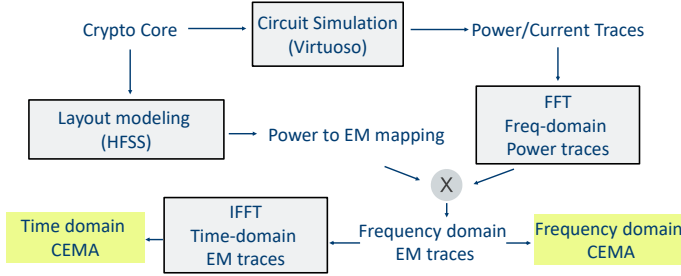 Crypto Core
Circuit Simulation
(Virtuoso)
Power/Current Traces
Layout modeling
(HFSS)
Power to EM mapping
FFT
Freq-domain
Power traces
X
Time domain
CEMA
IFFT
Time-domain
EM traces
Frequency domain
EM traces
Frequency domain
CEMA